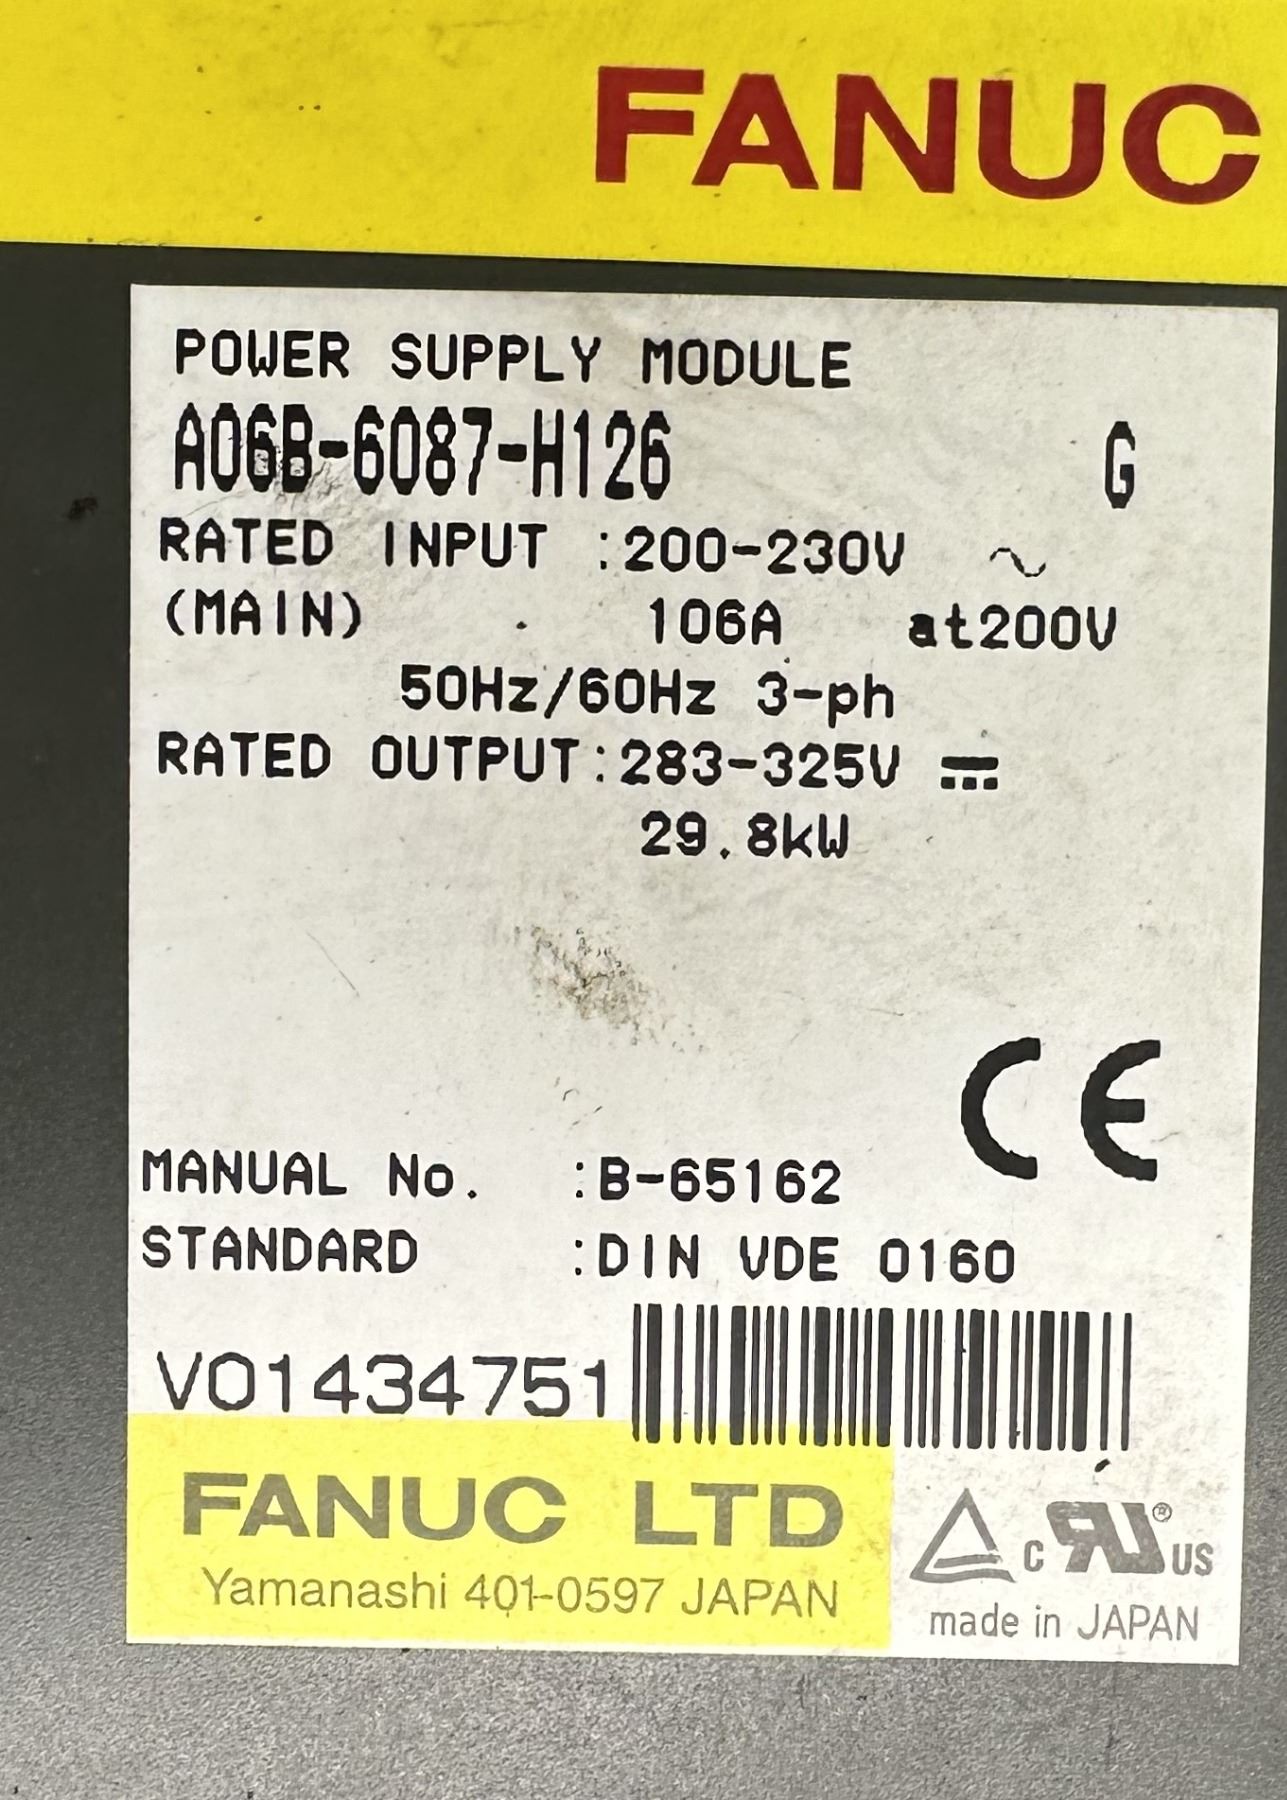 FANUC
POWER SUPPLY MODULE
A06B-6087-H126 G
RATED INPUT :200-230V ~
(MAIN) 106A at200V
50Hz/60Hz 3-ph
RATED OUTPUT:283-325V ⎓
29.8kW
CE
MANUAL No. :B-65162
STANDARD :DIN VDE 0160
V01434751
FANUC LTD
Yamanashi 401-0597 JAPAN
c RU ® US
made in JAPAN